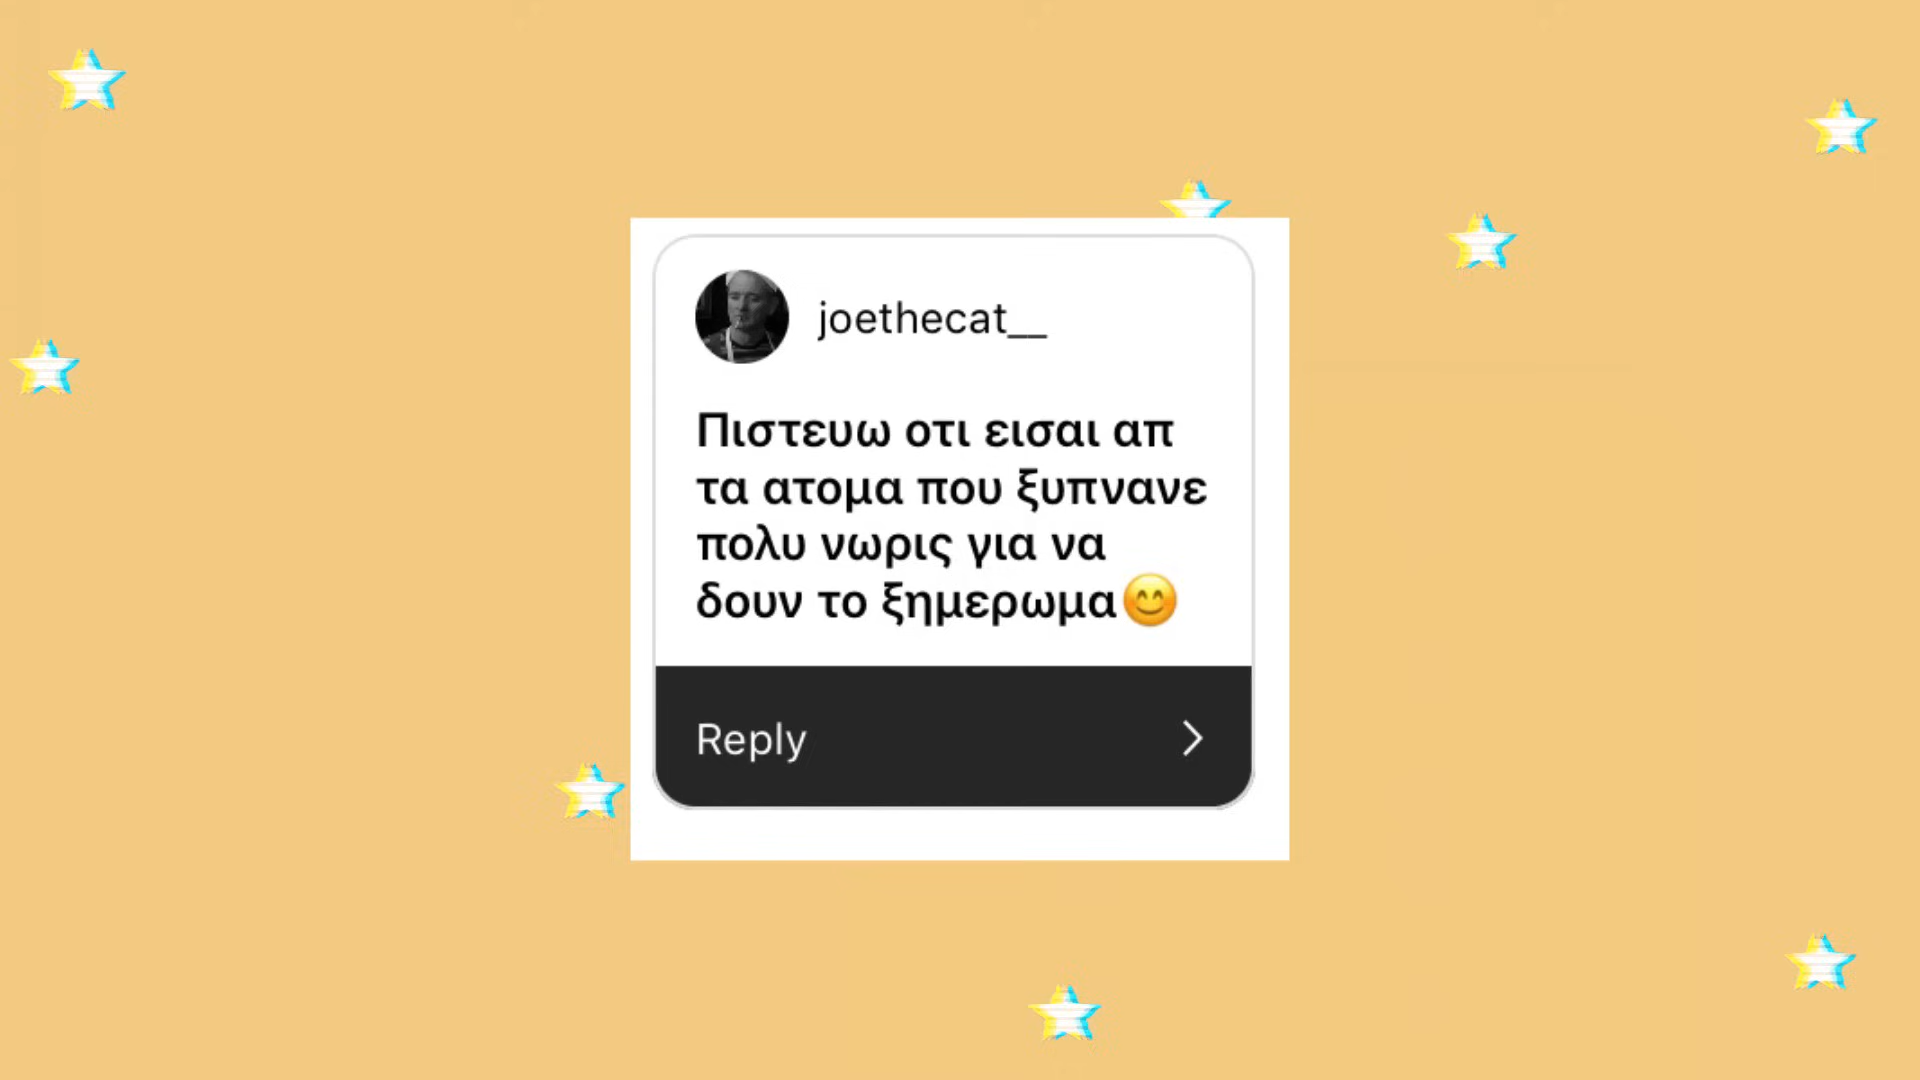 joethecat__
Πιστευω οτι εισαι απ
τα ατομα που ξυπνανε
πολυ νωρις για να
δουν το ξημερωμα😊
Reply